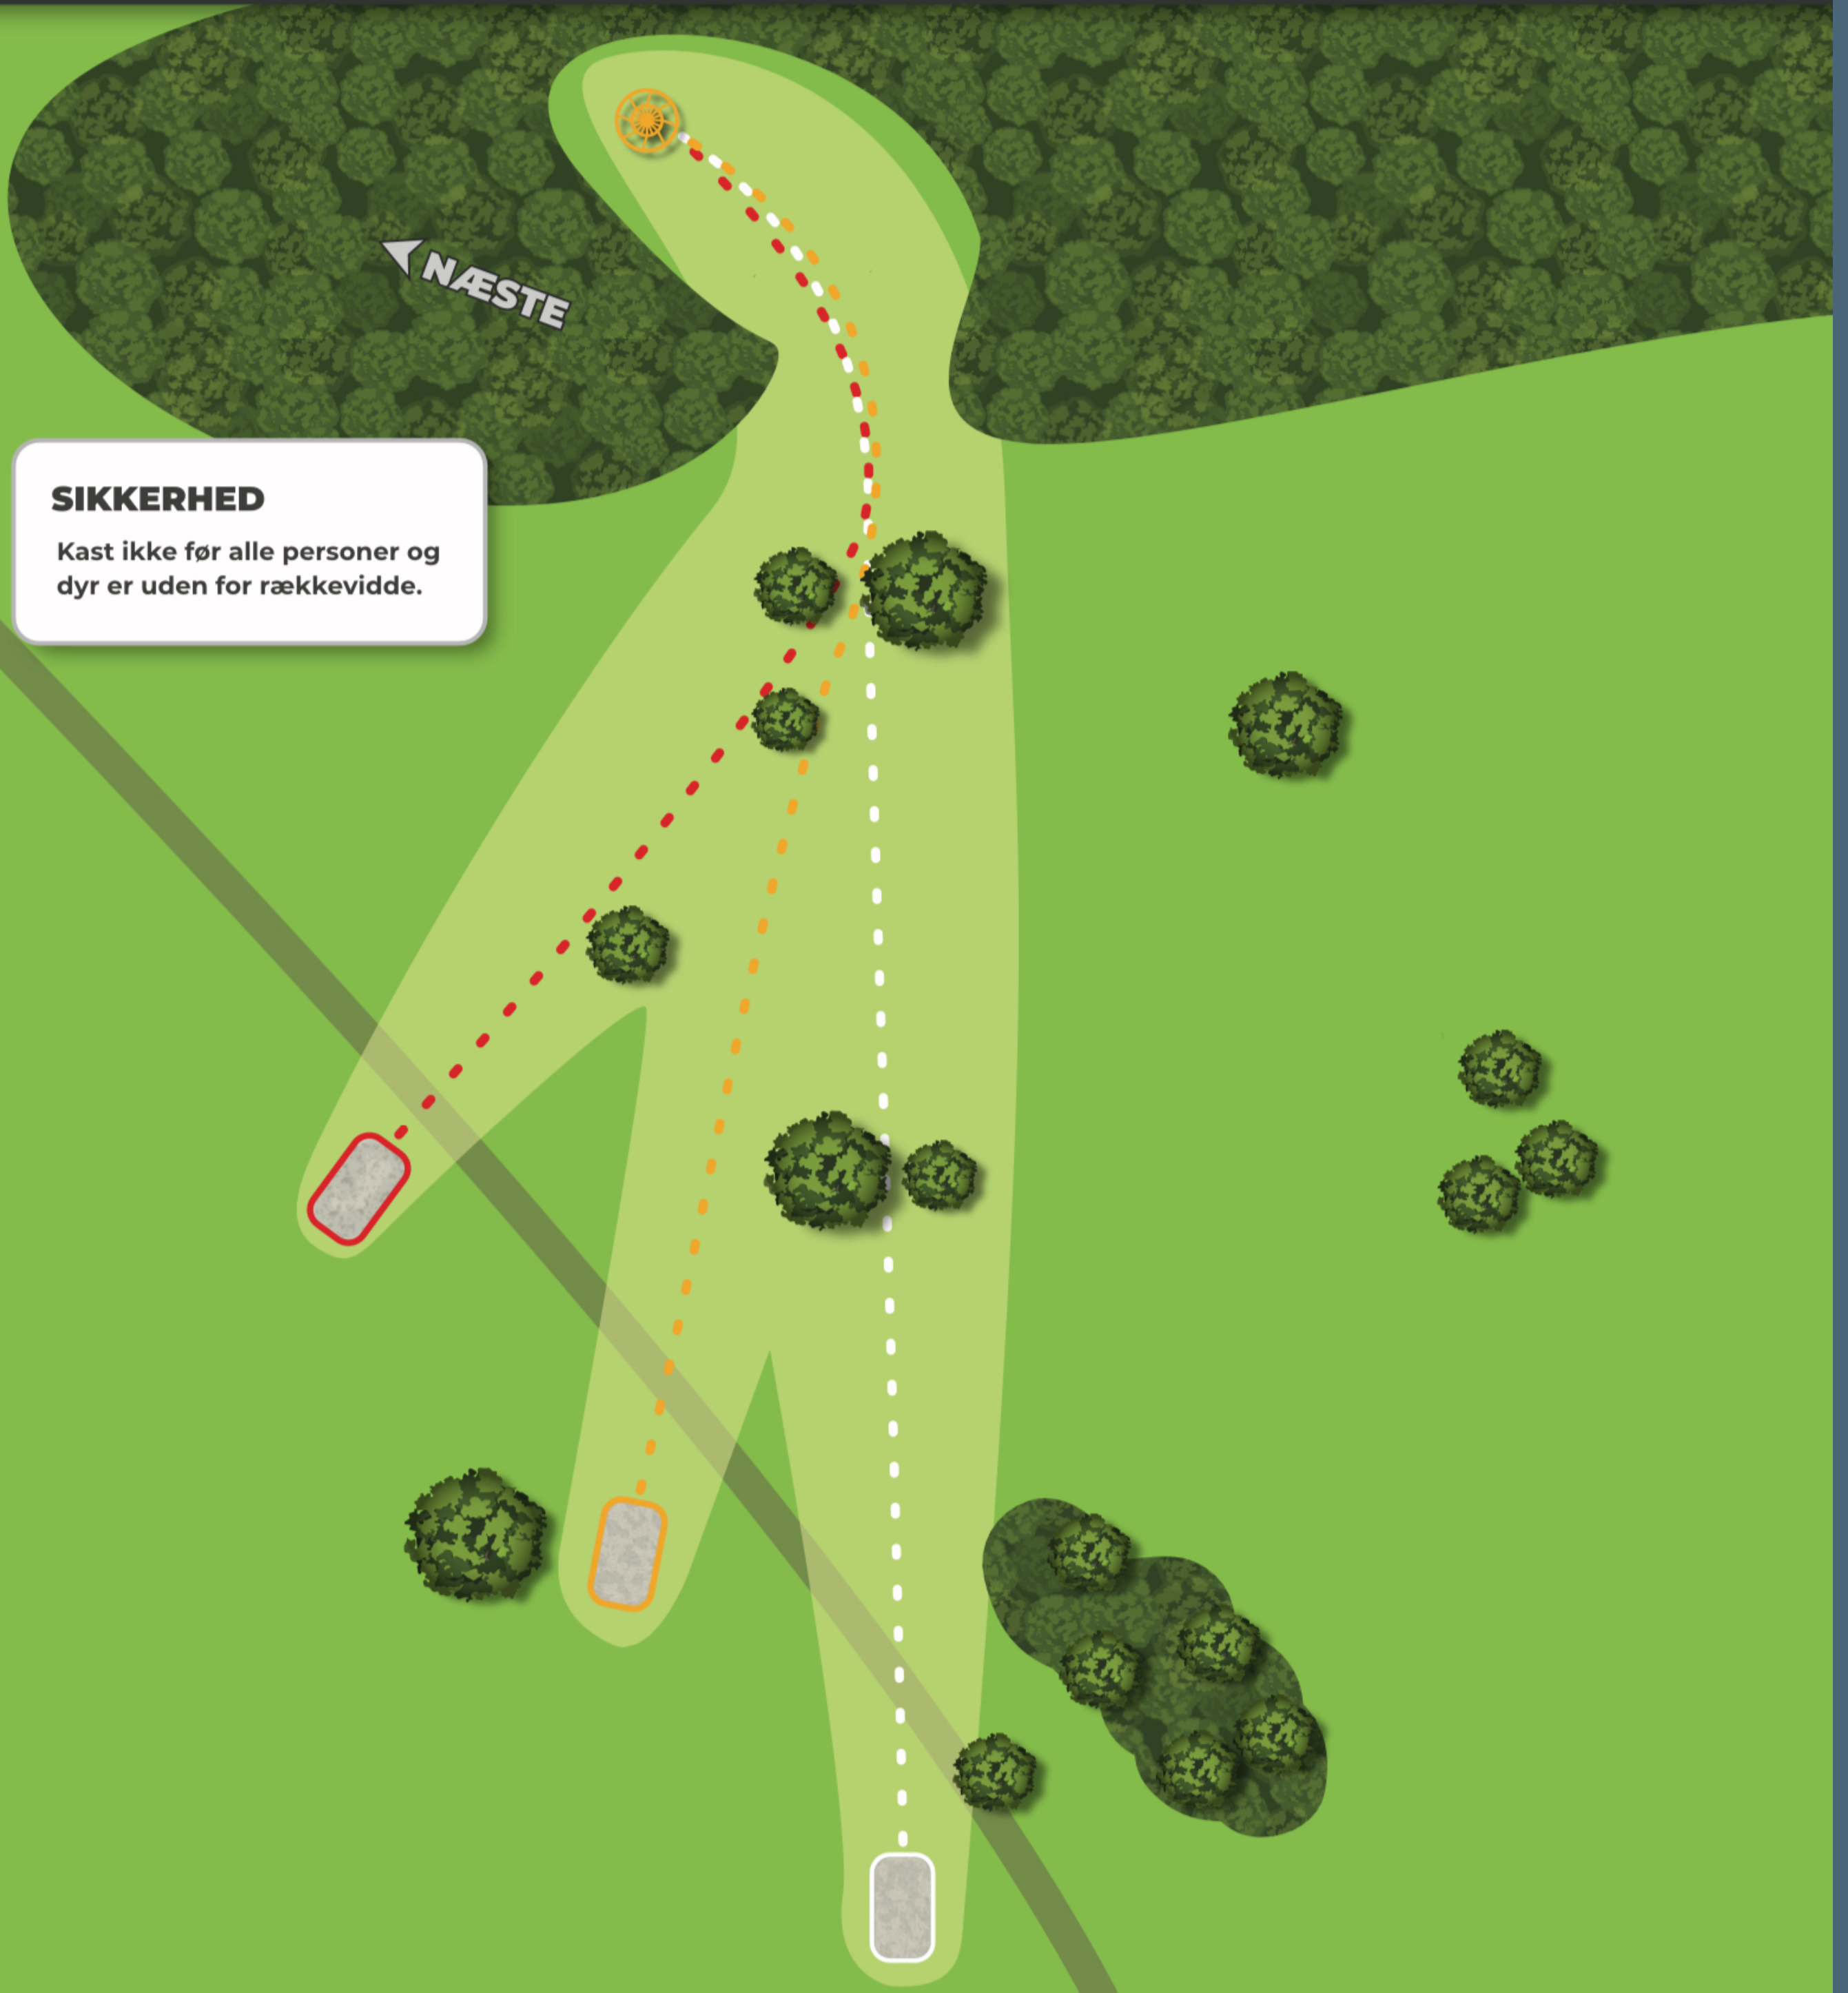 NÆSTE
SIKKERHED
Kast ikke før alle personer og
dyr er uden for rækkevidde.